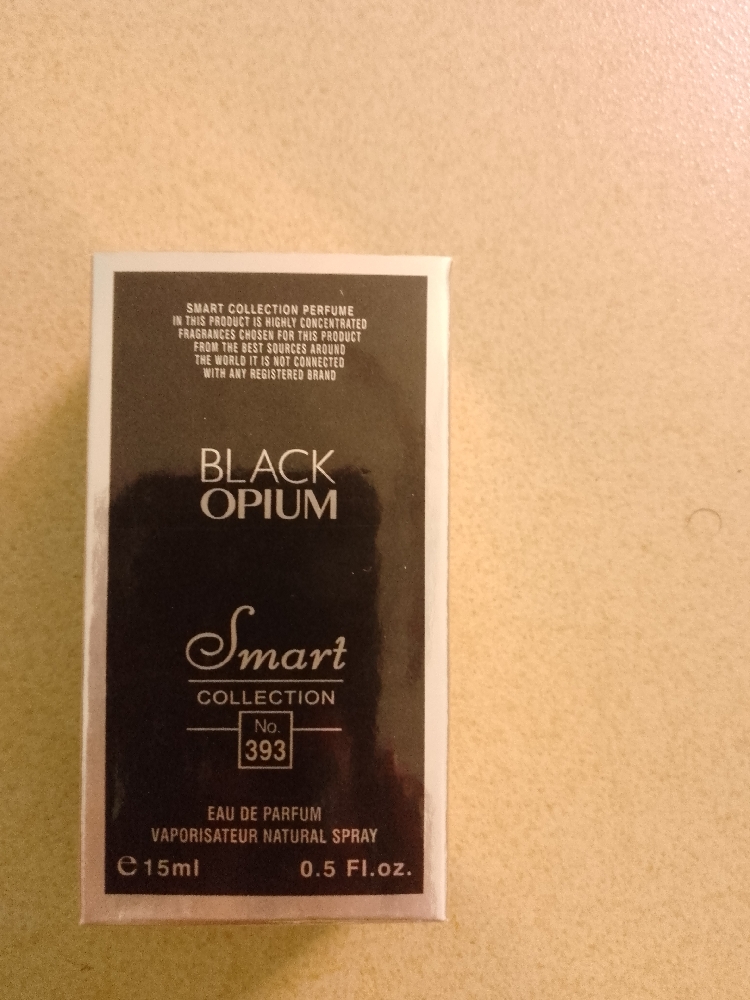 SMART COLLECTION PERFUME
IN THIS PRODUCT IS HIGHLY CONCENTRATED
FRAGRANCES CHOSEN FOR THIS PRODUCT
FROM THE BEST SOURCES AROUND
THE WORLD IT IS NOT CONNECTED
WITH ANY REGISTERED BRAND
BLACK
OPIUM
Smart
COLLECTION
No.
393
EAU DE PARFUM
VAPORISATEUR NATURAL SPRAY
℮ 15ml 0.5 Fl.oz.